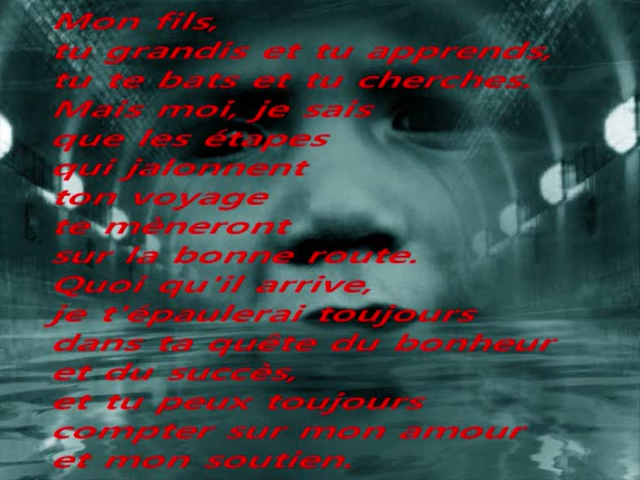 Mon fils,
tu grandis et tu apprends,
tu te bats et tu cherches.
Mais moi, je sais
que les étapes
qui jalonnent
ton voyage
te mèneront
sur la bonne route.
Quoi qu'il arrive,
je t'épaulerai toujours
dans ta quête du bonheur
et du succès,
et tu peux toujours
compter sur mon amour
et mon soutien.